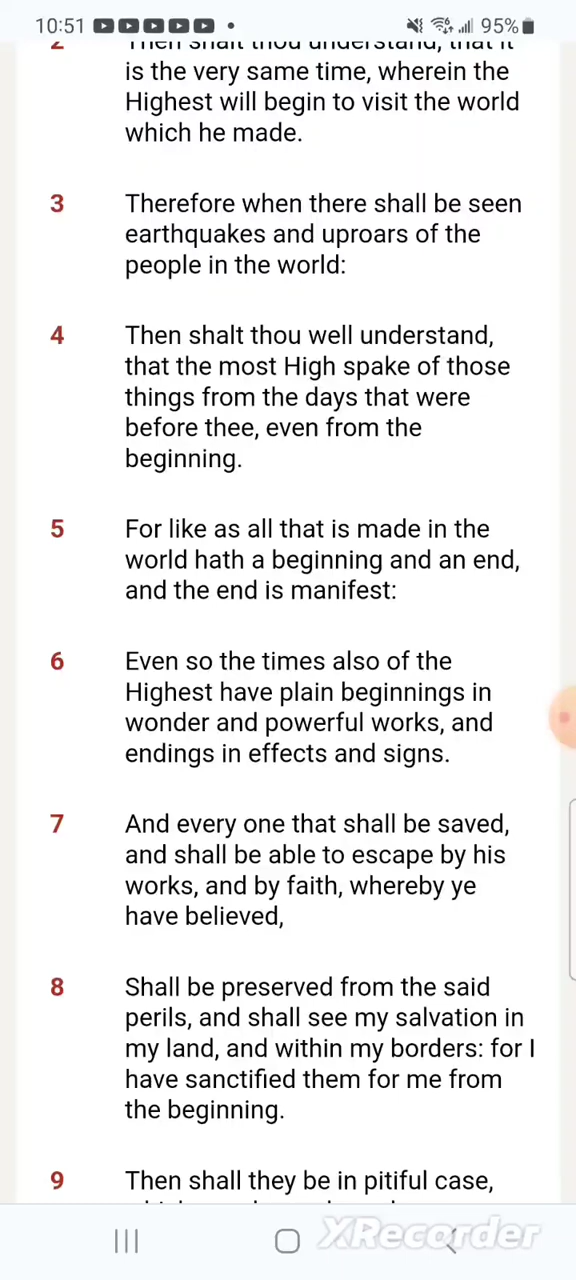 10:51 95%
2 Then shalt thou understand, that it
is the very same time, wherein the
Highest will begin to visit the world
which he made.
3 Therefore when there shall be seen
earthquakes and uproars of the
people in the world:
4 Then shalt thou well understand,
that the most High spake of those
things from the days that were
before thee, even from the
beginning.
5 For like as all that is made in the
world hath a beginning and an end,
and the end is manifest:
6 Even so the times also of the
Highest have plain beginnings in
wonder and powerful works, and
endings in effects and signs.
7 And every one that shall be saved,
and shall be able to escape by his
works, and by faith, whereby ye
have believed,
8 Shall be preserved from the said
perils, and shall see my salvation in
my land, and within my borders: for I
have sanctified them for me from
the beginning.
9 Then shall they be in pitiful case,
XRecorder